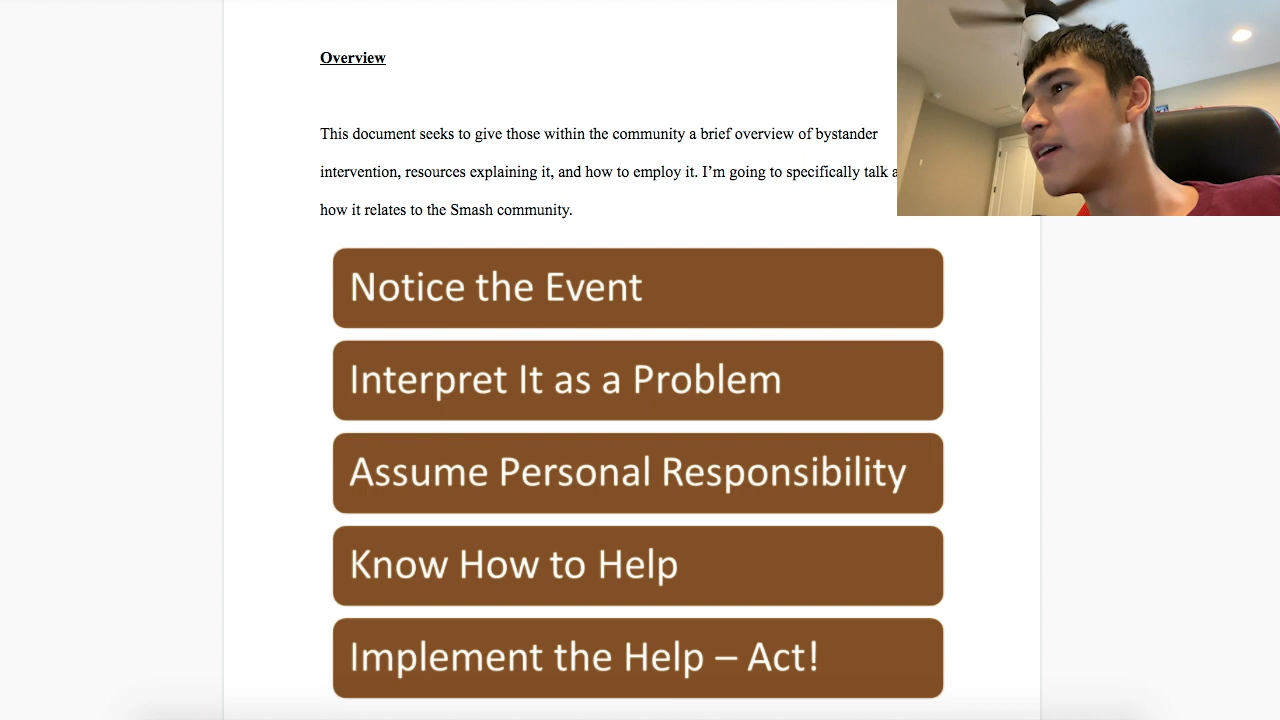 Overview
This document seeks to give those within the community a brief overview of bystander
intervention, resources explaining it, and how to employ it. I’m going to specifically talk
how it relates to the Smash community.
Notice the Event
Interpret It as a Problem
Assume Personal Responsibility
Know How to Help
Implement the Help – Act!